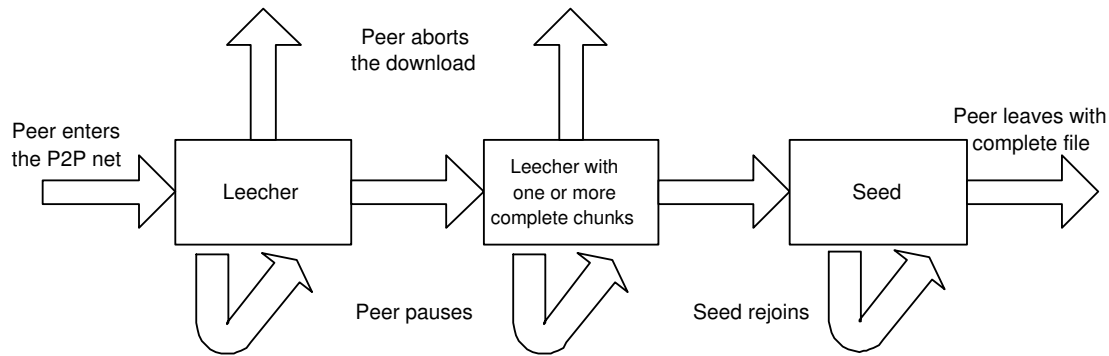 Peer aborts
the download
Peer enters
the P2P net
Peer leaves with
complete file
Leecher
Leecher with
one or more
complete chunks
Seed
Peer pauses
Seed rejoins